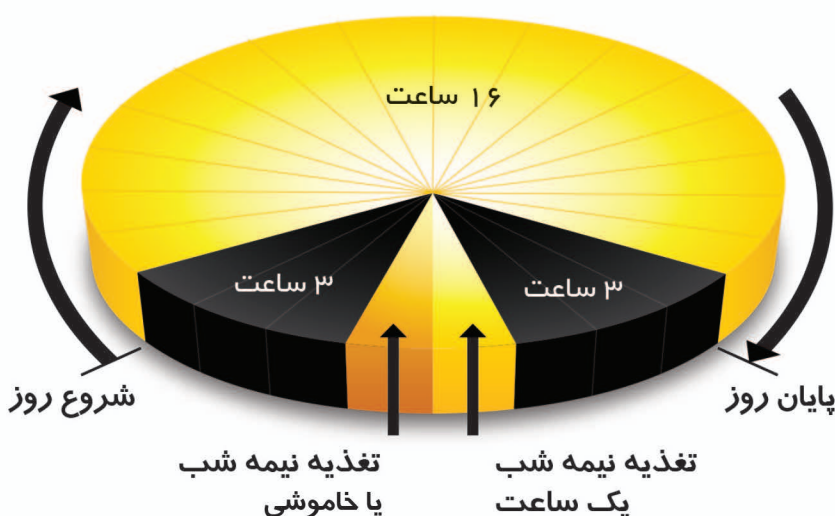 ۱۶ ساعت
۳ ساعت
۳ ساعت
پایان روز
شروع روز
تغذیه نیمه شب
یک ساعت
تغذیه نیمه شب
یا خاموشی